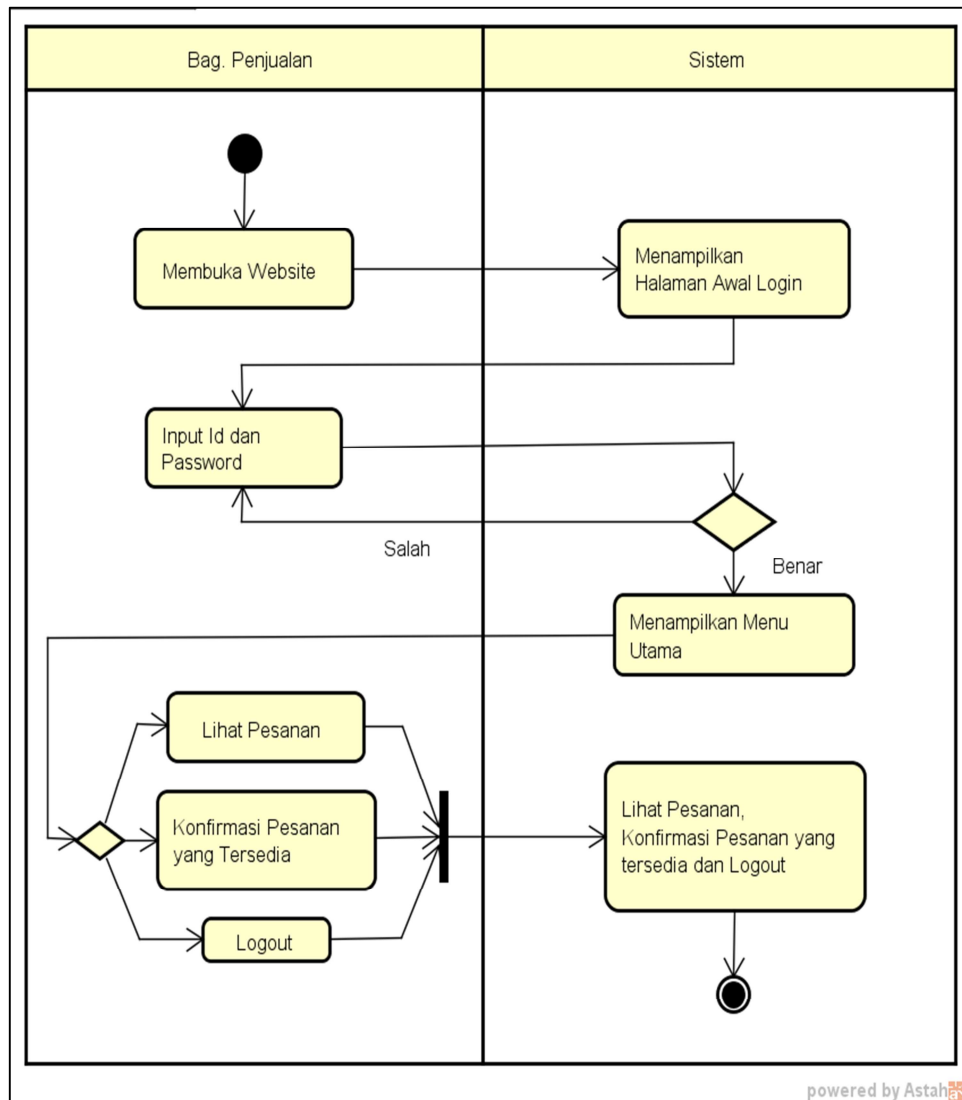 Bag. Penjualan
Sistem
Membuka Website
Menampilkan
Halaman Awal Login
Input Id dan
Password
Salah
Benar
Menampilkan Menu
Utama
Lihat Pesanan
Konfirmasi Pesanan
yang Tersedia
Logout
Lihat Pesanan,
Konfirmasi Pesanan yang
tersedia dan Logout
powered by Astah